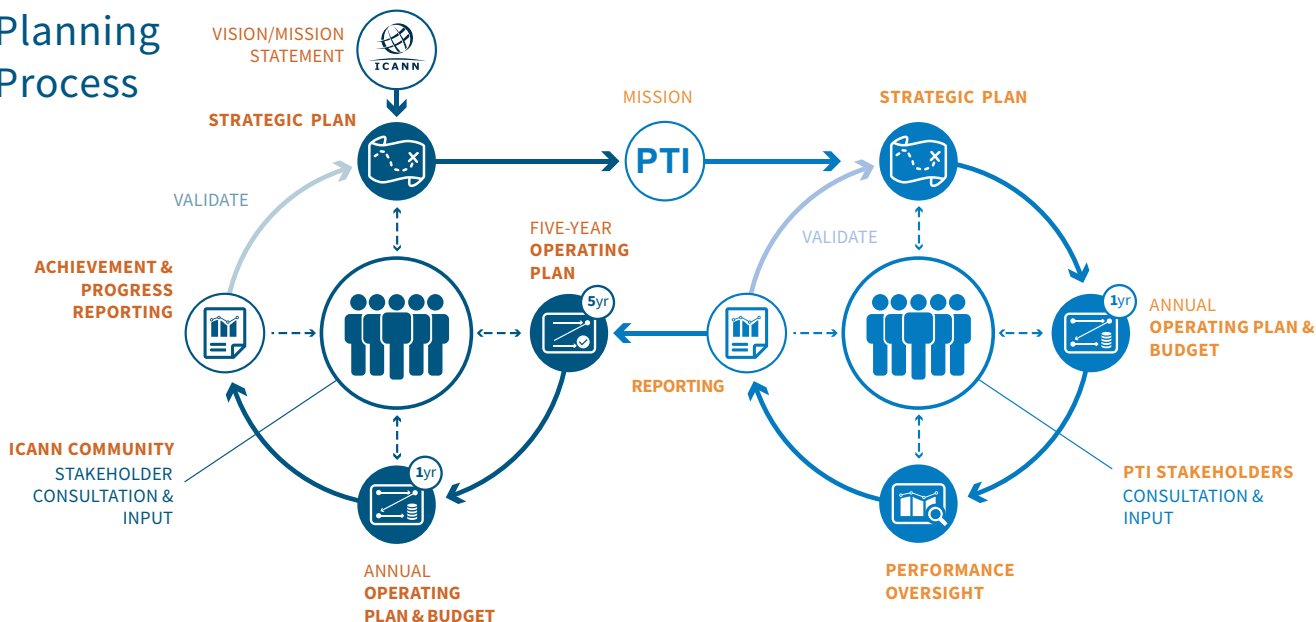 Planning
Process
VISION/MISSION
STATEMENT
ICANN
STRATEGIC PLAN
MISSION
PTI
STRATEGIC PLAN
VALIDATE
FIVE-YEAR
OPERATING
PLAN
5yr
VALIDATE
ACHIEVEMENT &
PROGRESS
REPORTING
1yr
ANNUAL
OPERATING PLAN &
BUDGET
REPORTING
ICANN COMMUNITY
STAKEHOLDER
CONSULTATION &
INPUT
1yr
PTI STAKEHOLDERS
CONSULTATION &
INPUT
ANNUAL
OPERATING
PLAN & BUDGET
PERFORMANCE
OVERSIGHT